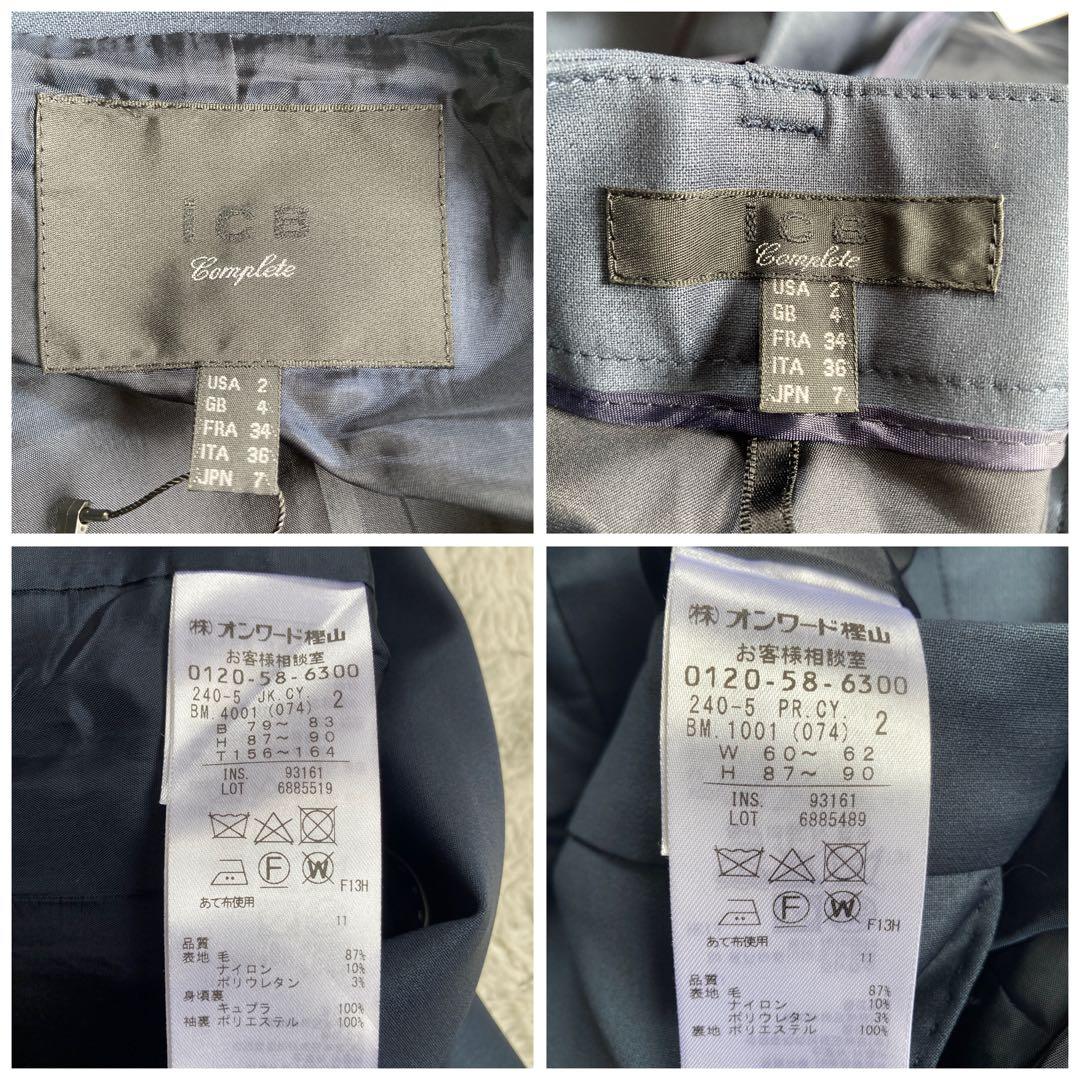 iCB
Complete
USA 2
GB 4
FRA 34
ITA 36
JPN 7
iCB
Complete
USA 2
GB 4
FRA 34
ITA 36
JPN 7
㈱オンワード樫山
お客様相談室
0120-58-6300
240-5 JK.CY. 2
BM.4001(074)
B 79～ 83
H 87～ 90
T 156～164
INS. 93161
LOT 6885519
F W F13H
あて布使用
11
品質
表地 毛 87%
ナイロン 10%
ポリウレタン 3%
身頃裏
キュプラ 100%
袖裏 ポリエステル 100%
㈱オンワード樫山
お客様相談室
0120-58-6300
240-5 PR.CY. 2
BM.1001(074)
W 60～ 62
H 87～ 90
INS. 93161
LOT 6885489
F W F13H
あて布使用
11
品質
表地 毛 87%
ナイロン 10%
ポリウレタン 3%
裏地 ポリエステル 100%